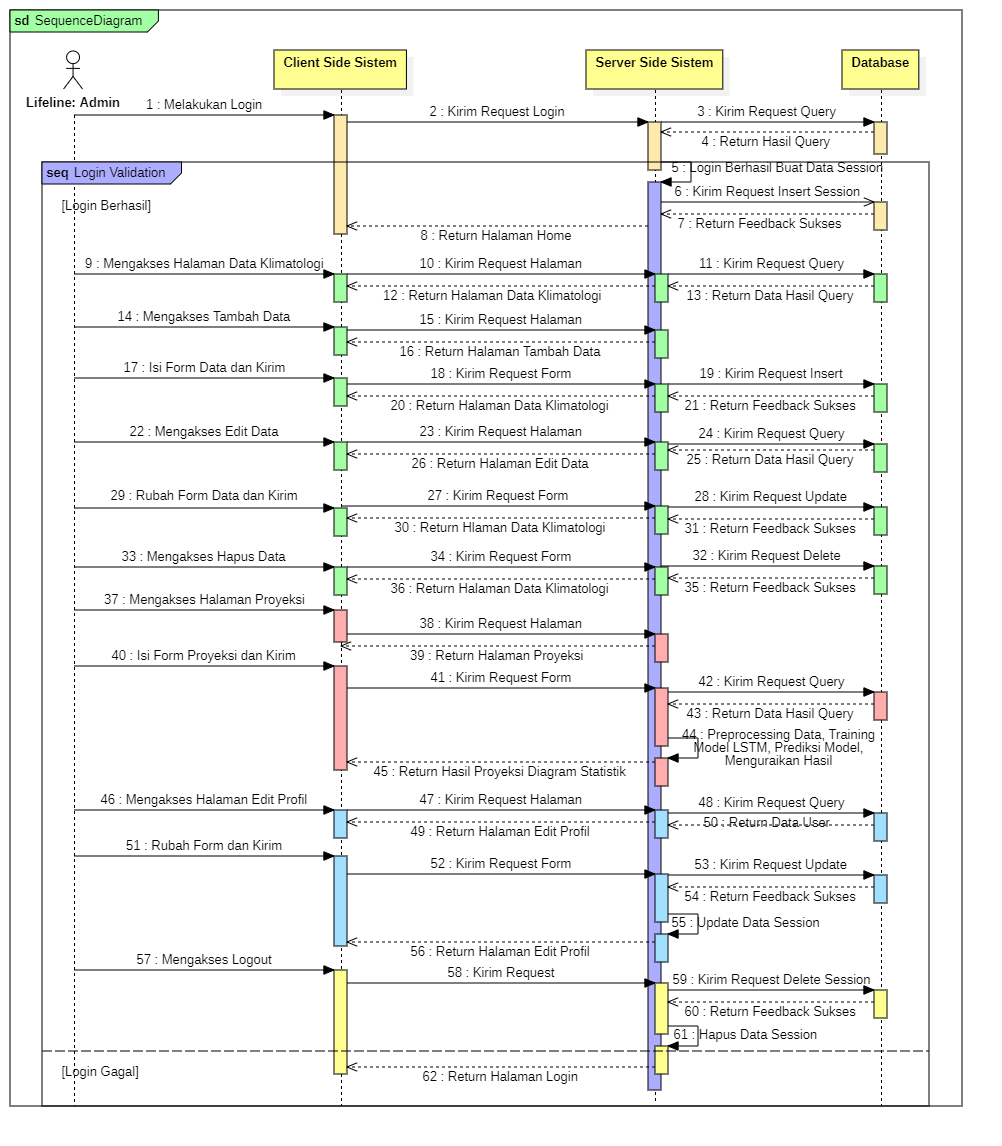 sd SequenceDiagram
Client Side Sistem
Server Side Sistem
Database
Lifeline: Admin
1 : Melakukan Login
2 : Kirim Request Login
3 : Kirim Request Query
4 : Return Hasil Query
seq Login Validation
5 : Login Berhasil Buat Data Session
6 : Kirim Request Insert Session
[Login Berhasil]
7 : Return Feedback Sukses
8 : Return Halaman Home
9 : Mengakses Halaman Data Klimatologi
10 : Kirim Request Halaman
11 : Kirim Request Query
12 : Return Halaman Data Klimatologi
13 : Return Data Hasil Query
14 : Mengakses Tambah Data
15 : Kirim Request Halaman
16 : Return Halaman Tambah Data
17 : Isi Form Data dan Kirim
18 : Kirim Request Form
19 : Kirim Request Insert
20 : Return Halaman Data Klimatologi
21 : Return Feedback Sukses
22 : Mengakses Edit Data
23 : Kirim Request Halaman
24 : Kirim Request Query
25 : Return Data Hasil Query
26 : Return Halaman Edit Data
29 : Rubah Form Data dan Kirim
27 : Kirim Request Form
28 : Kirim Request Update
30 : Return Hlaman Data Klimatologi
31 : Return Feedback Sukses
33 : Mengakses Hapus Data
34 : Kirim Request Form
32 : Kirim Request Delete
36 : Return Halaman Data Klimatologi
35 : Return Feedback Sukses
37 : Mengakses Halaman Proyeksi
38 : Kirim Request Halaman
39 : Return Halaman Proyeksi
40 : Isi Form Proyeksi dan Kirim
41 : Kirim Request Form
42 : Kirim Request Query
43 : Return Data Hasil Query
44 : Preprocessing Data, Training
Model LSTM, Prediksi Model,
Menguraikan Hasil
45 : Return Hasil Proyeksi Diagram Statistik
46 : Mengakses Halaman Edit Profil
47 : Kirim Request Halaman
48 : Kirim Request Query
49 : Return Halaman Edit Profil
50 : Return Data User
51 : Rubah Form dan Kirim
52 : Kirim Request Form
53 : Kirim Request Update
54 : Return Feedback Sukses
55 : Update Data Session
56 : Return Halaman Edit Profil
57 : Mengakses Logout
58 : Kirim Request
59 : Kirim Request Delete Session
60 : Return Feedback Sukses
61 : Hapus Data Session
[Login Gagal]
62 : Return Halaman Login